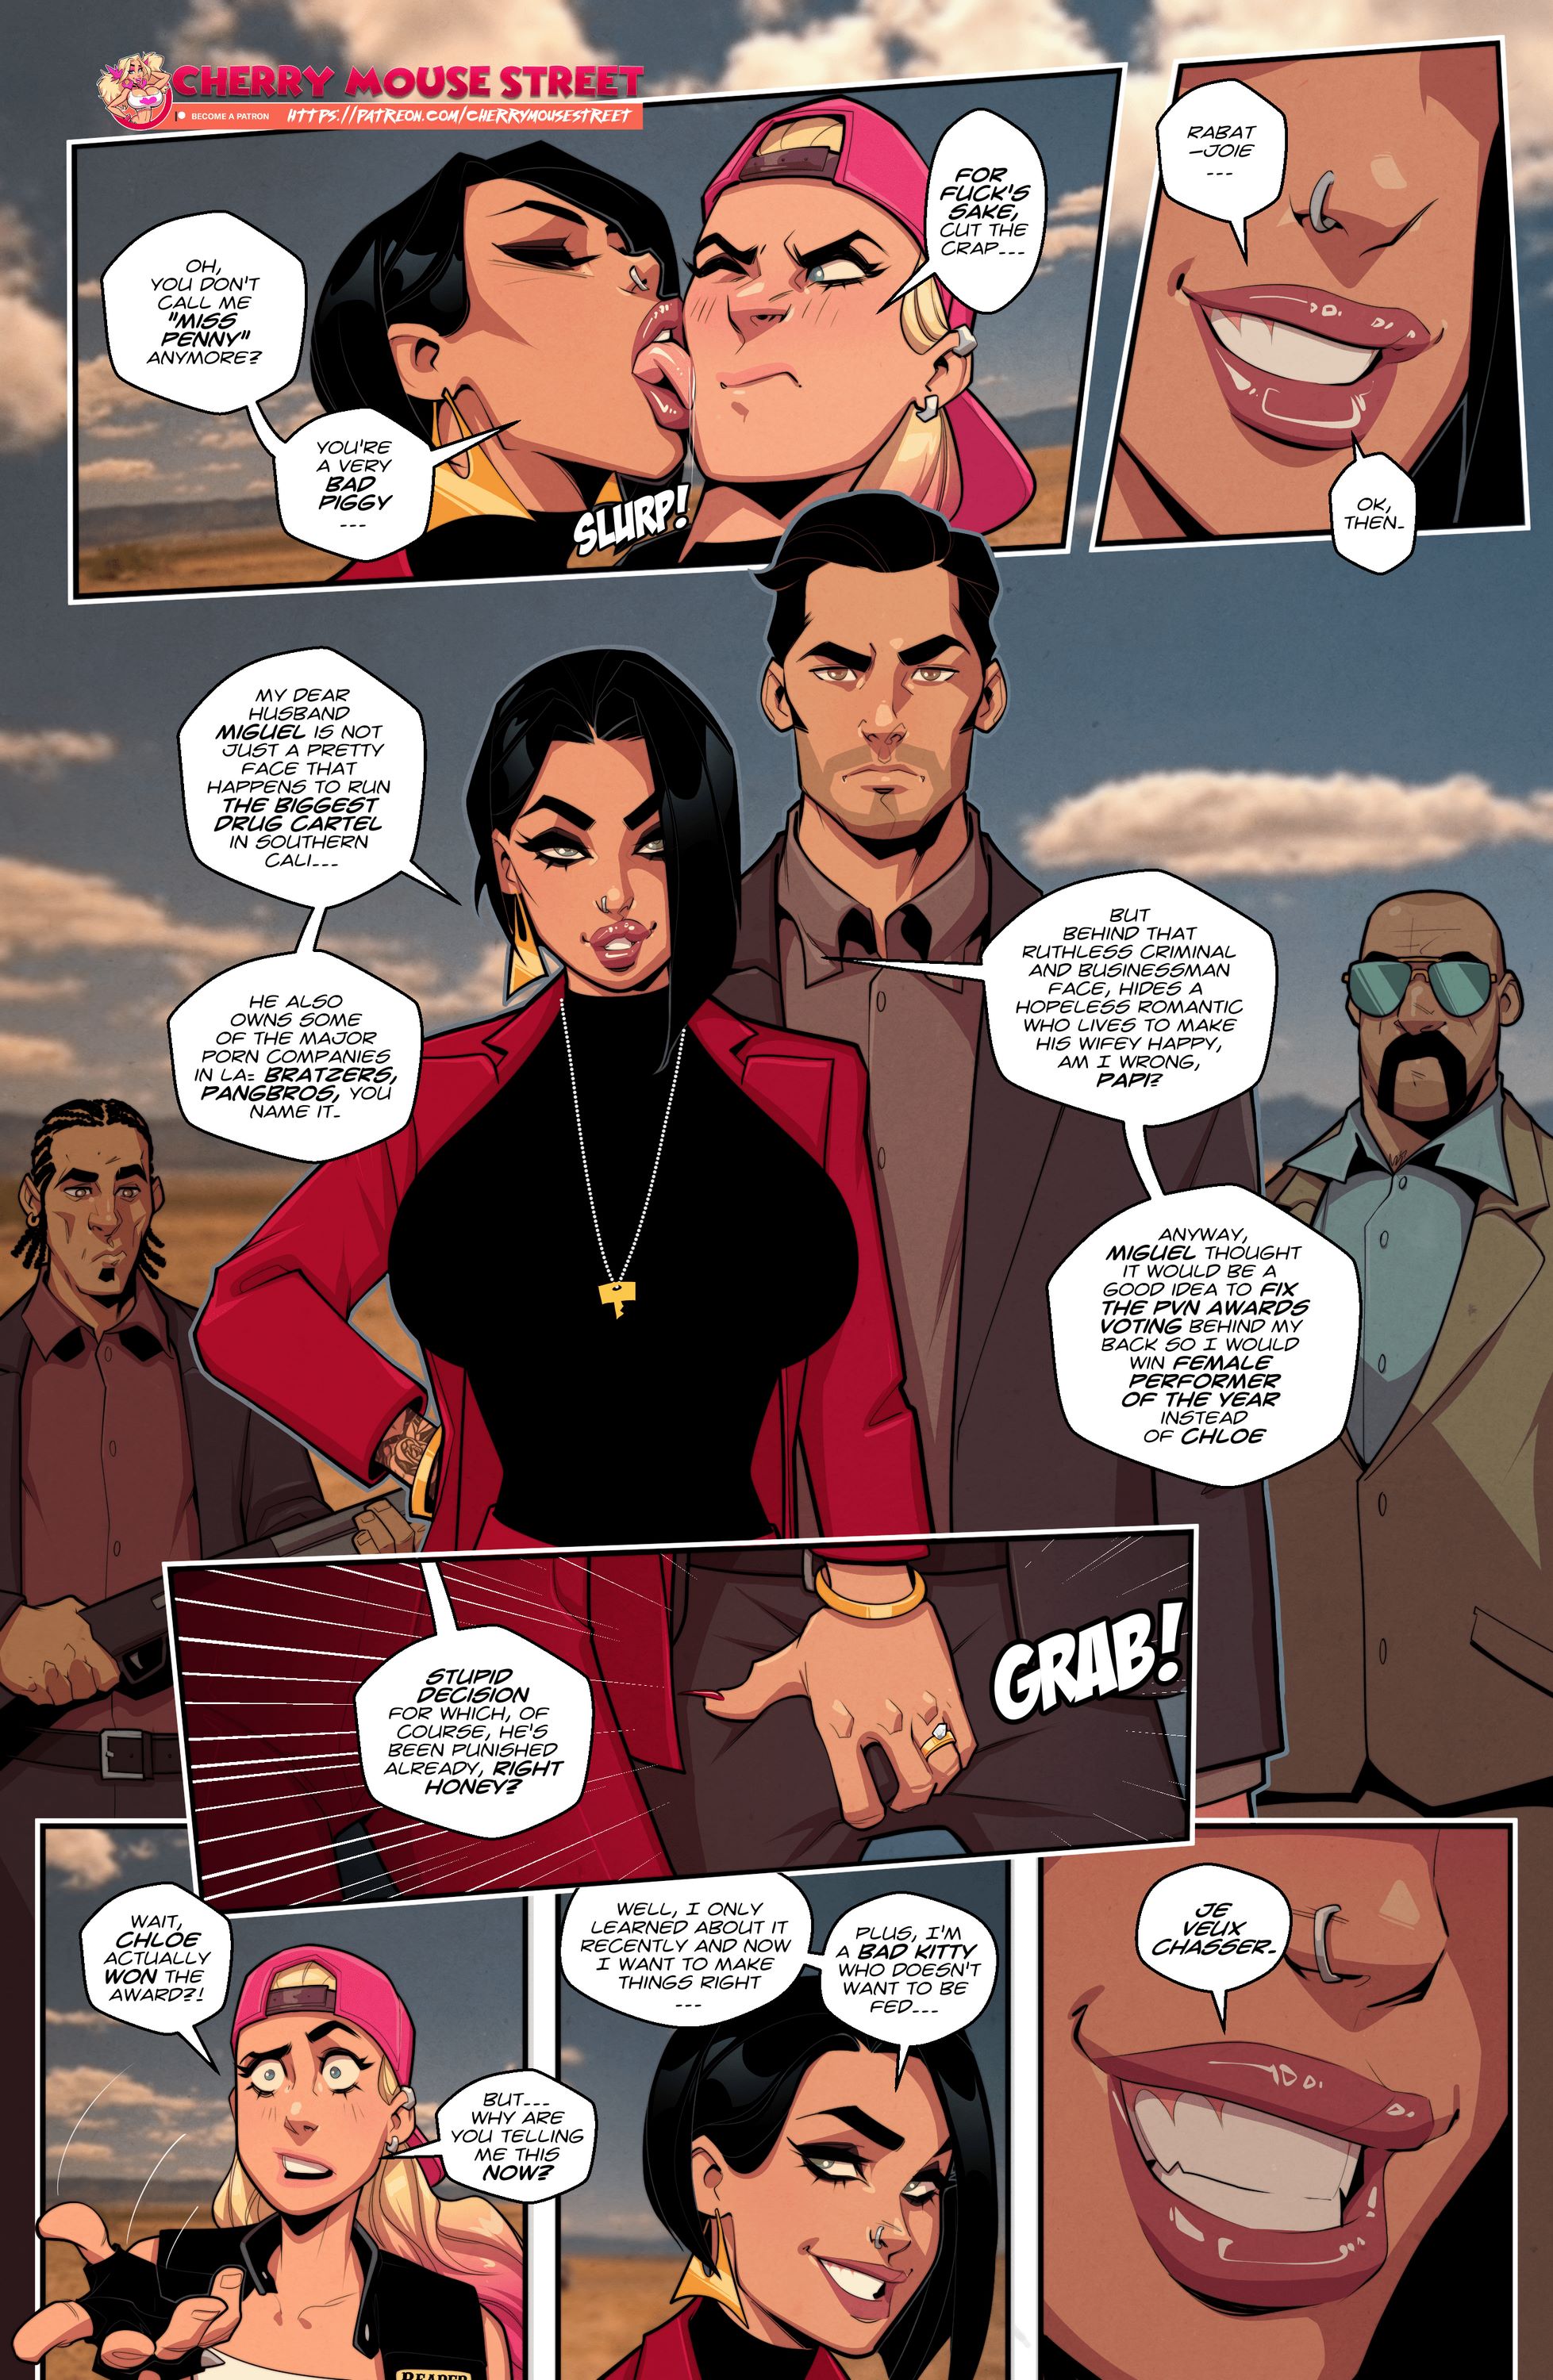 CHERRY MOUSE STREET
BECOME A PATRON
HTTPS://PATREON.COM/CHERRYMOUSESTREET
OH,
YOU DON'T
CALL ME
"MISS
PENNY"
ANYMORE?
YOU'RE
A VERY
BAD
PIGGY
...
SLURP!
FOR
FUCK'S
SAKE,
CUT THE
CRAP...
RABAT
-JOIE
...
OK,
THEN.
MY DEAR
HUSBAND
MIGUEL IS NOT
JUST A PRETTY
FACE THAT
HAPPENS TO RUN
THE BIGGEST
DRUG CARTEL
IN SOUTHERN
CALI...
HE ALSO
OWNS SOME
OF THE MAJOR
PORN COMPANIES
IN LA: BRATZERS,
PANGBROS, YOU
NAME IT.
BUT
BEHIND THAT
RUTHLESS CRIMINAL
AND BUSINESSMAN
FACE, HIDES A
HOPELESS ROMANTIC
WHO LIVES TO MAKE
HIS WIFEY HAPPY,
AM I WRONG,
PAPI?
ANYWAY,
MIGUEL THOUGHT
IT WOULD BE A
GOOD IDEA TO FIX
THE PVN AWARDS
VOTING BEHIND MY
BACK SO I WOULD
WIN FEMALE
PERFORMER
OF THE YEAR
INSTEAD
OF CHLOE
STUPID
DECISION
FOR WHICH, OF
COURSE, HE'S
BEEN PUNISHED
ALREADY, RIGHT
HONEY?
GRAB!
WAIT,
CHLOE
ACTUALLY
WON THE
AWARD?!
BUT...
WHY ARE
YOU TELLING
ME THIS
NOW?
REAPER
WELL, I ONLY
LEARNED ABOUT IT
RECENTLY AND NOW
I WANT TO MAKE
THINGS RIGHT
...
PLUS, I'M
A BAD KITTY
WHO DOESN'T
WANT TO BE
FED...
JE
VEUX
CHASSER.